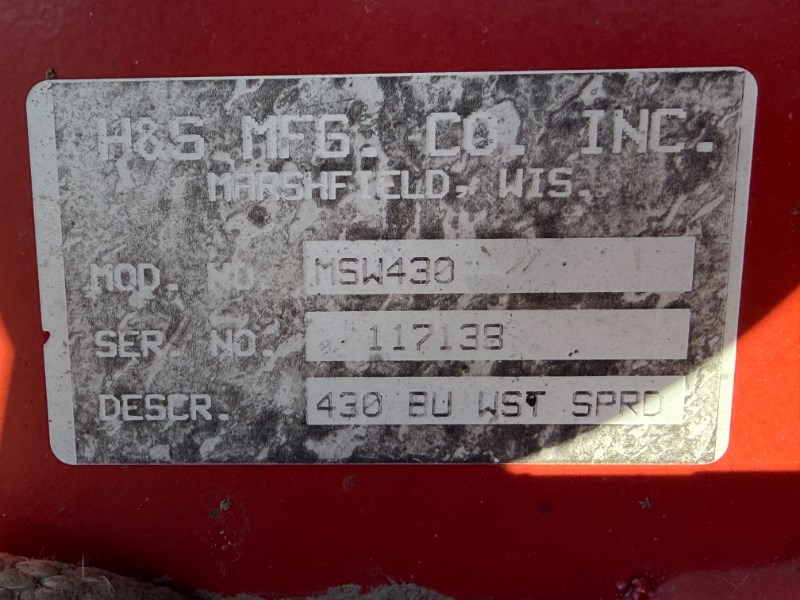 H&S MFG. CO. INC.
MARSHFIELD, WIS.
MOD. NO. MSW430
SER. NO. 117138
DESCR. 430 BU WST SPRD